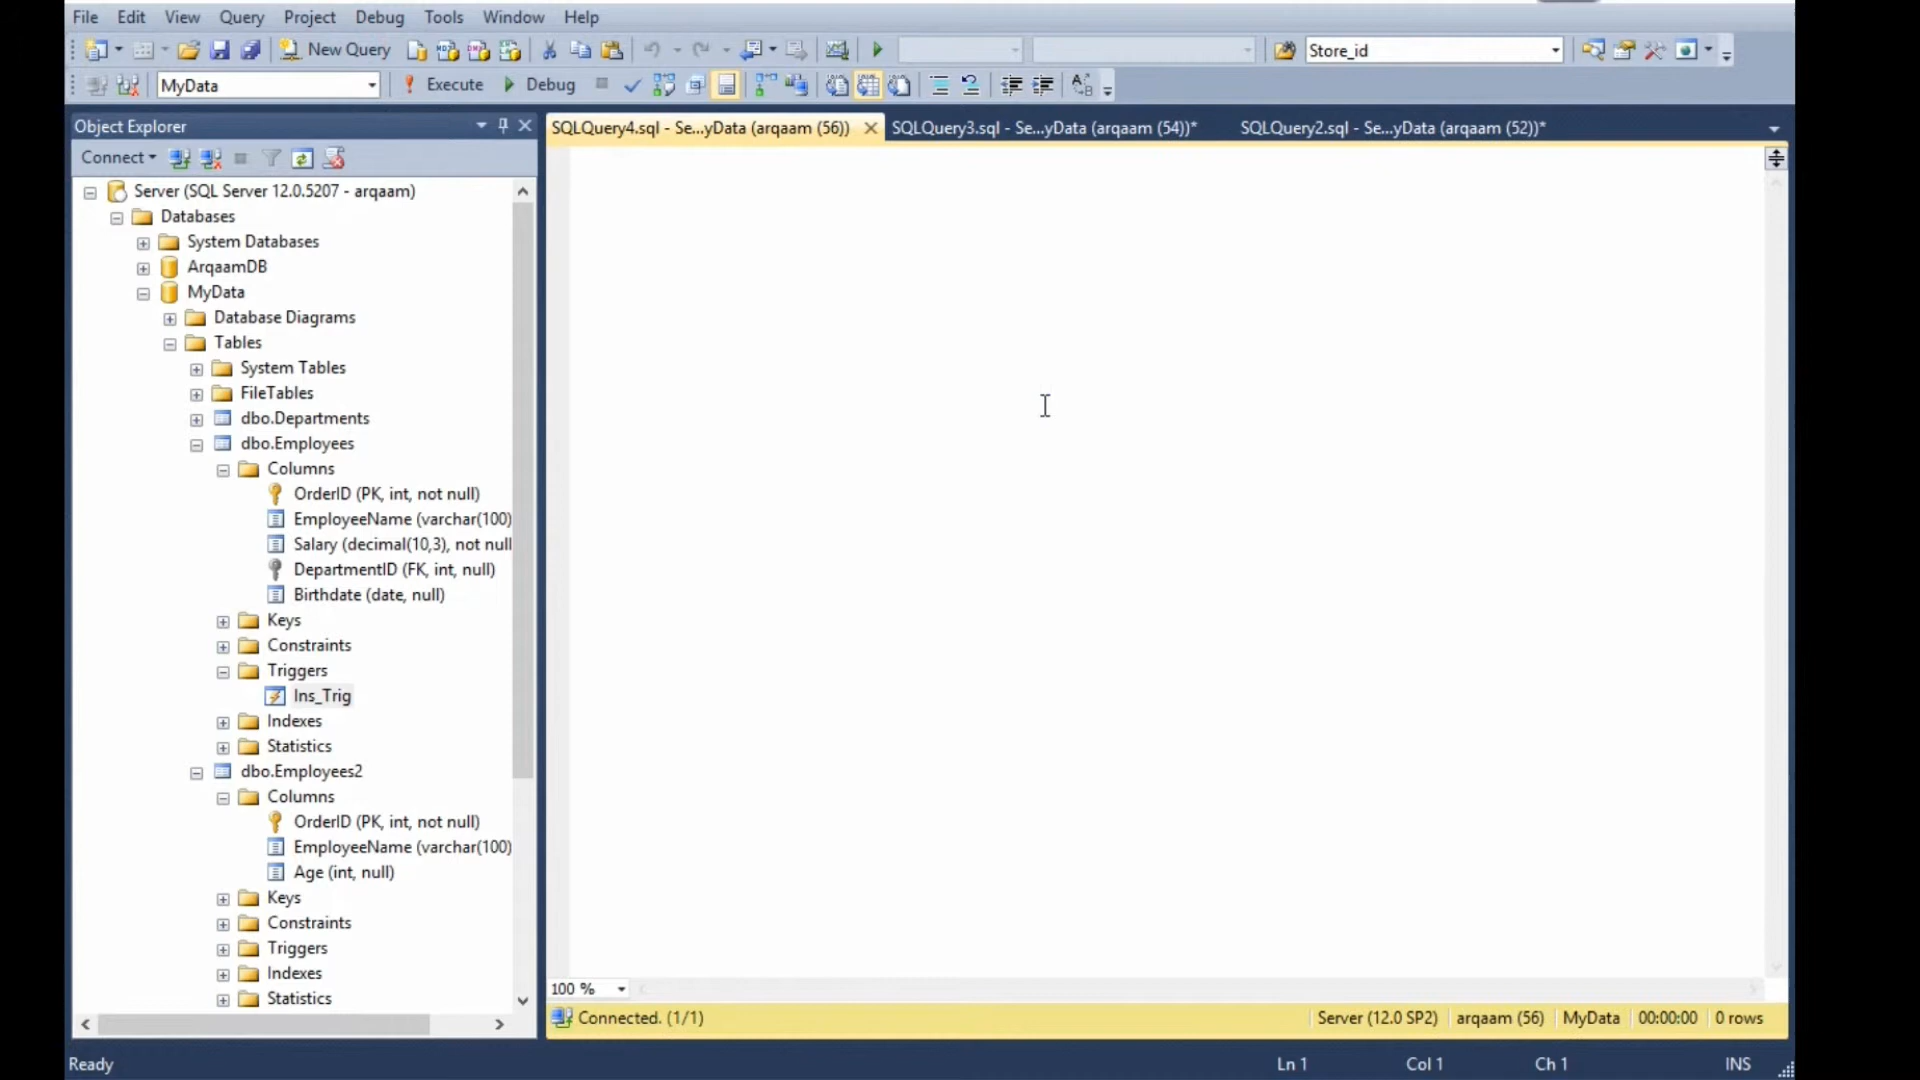 File Edit View Query Project Debug Tools Window Help
New Query Store_id
MyData Execute Debug
Object Explorer
SQLQuery4.sql - Se...yData (arqaam (56)) SQLQuery3.sql - Se...yData (arqaam (54))* SQLQuery2.sql - Se...yData (arqaam (52))*
Connect
Server (SQL Server 12.0.5207 - arqaam)
Databases
System Databases
ArqaamDB
MyData
Database Diagrams
Tables
System Tables
FileTables
dbo.Departments
dbo.Employees
Columns
OrderID (PK, int, not null)
EmployeeName (varchar(100)
Salary (decimal(10,3), not null
DepartmentID (FK, int, null)
Birthdate (date, null)
Keys
Constraints
Triggers
Ins_Trig
Indexes
Statistics
dbo.Employees2
Columns
OrderID (PK, int, not null)
EmployeeName (varchar(100)
Age (int, null)
Keys
Constraints
Triggers
Indexes
Statistics
100 %
Connected. (1/1) Server (12.0 SP2) arqaam (56) MyData 00:00:00 0 rows
Ready Ln 1 Col 1 Ch 1 INS